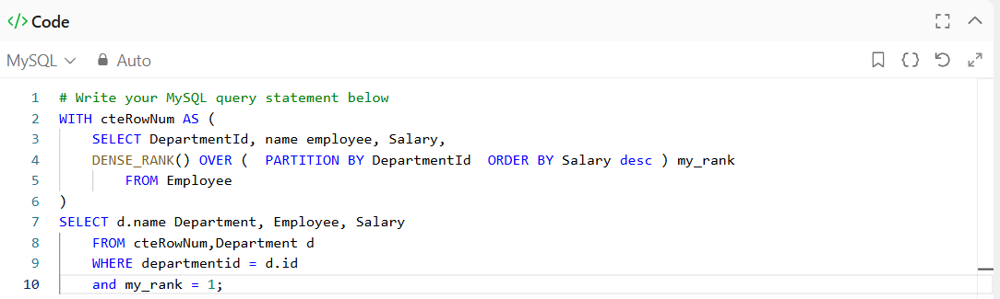 </> Code
MySQL Auto
1 # Write your MySQL query statement below
2 WITH cteRowNum AS (
3 SELECT DepartmentId, name employee, Salary,
4 DENSE_RANK() OVER (  PARTITION BY DepartmentId  ORDER BY Salary desc ) my_rank
5 FROM Employee
6 )
7 SELECT d.name Department, Employee, Salary
8 FROM cteRowNum,Department d
9 WHERE departmentid = d.id
10 and my_rank = 1;